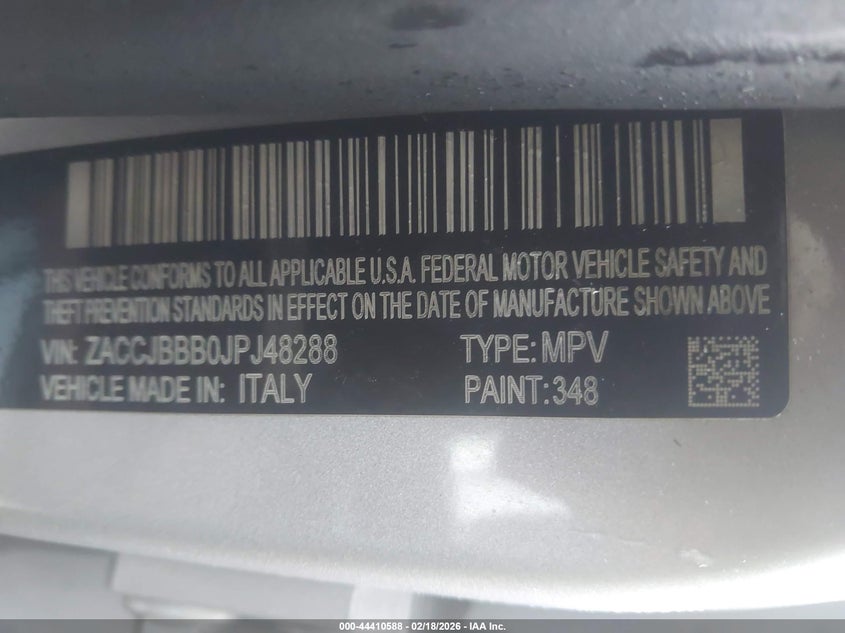 THIS VEHICLE CONFORMS TO ALL APPLICABLE U.S.A. FEDERAL MOTOR VEHICLE SAFETY AND
THEFT PREVENTION STANDARDS IN EFFECT ON THE DATE OF MANUFACTURE SHOWN ABOVE
VIN: ZACCJBBB0JPJ48288 TYPE: MPV
VEHICLE MADE IN: ITALY PAINT:348
000-44410588 - 02/18/2026 - IAA Inc.